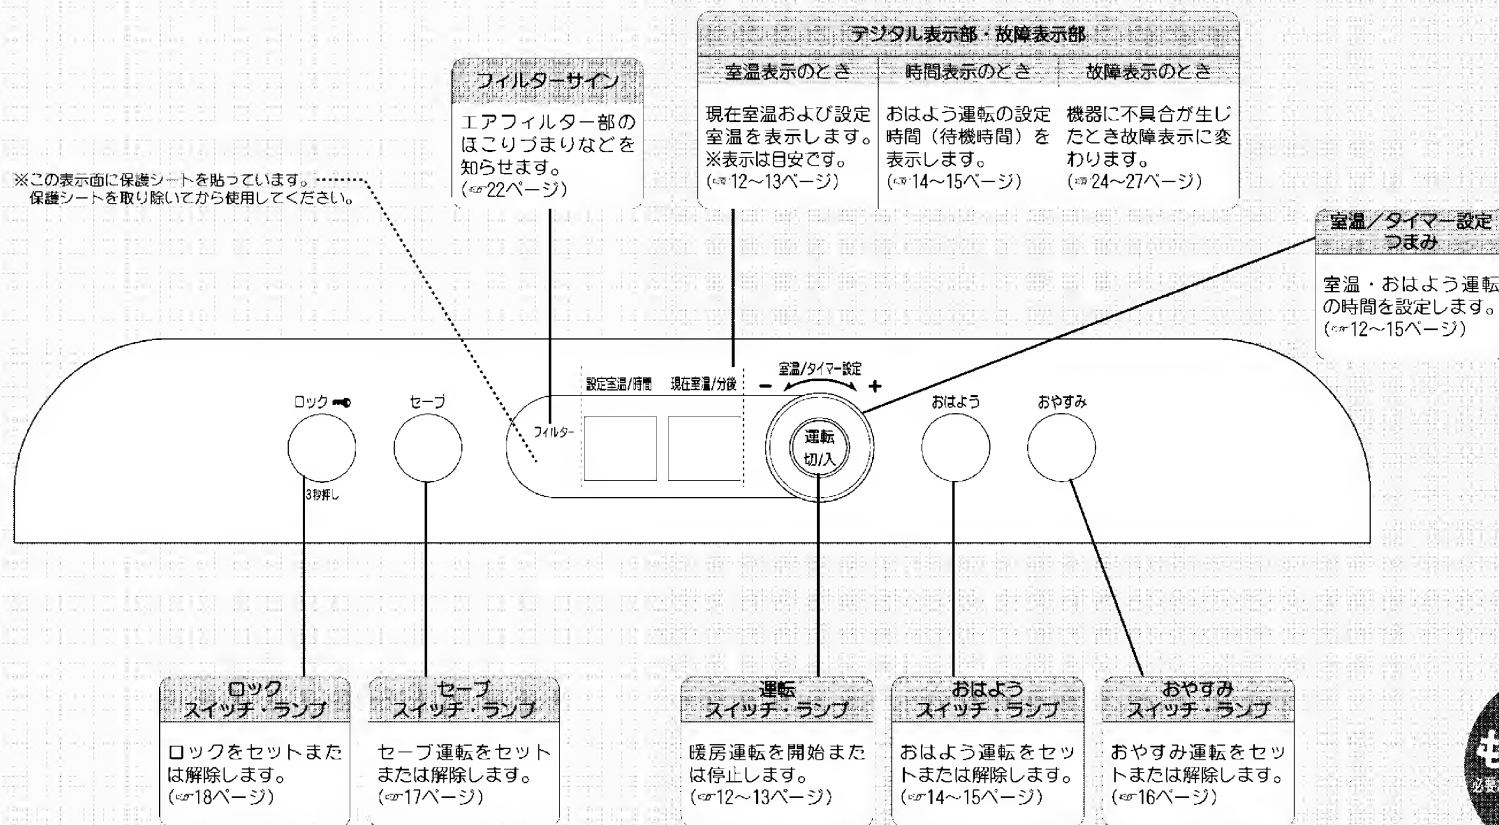 デジタル表示部・故障表示部
室温表示のとき
現在室温および設定
室温を表示します。
※表示は目安です。
(☞12～13ページ)
時間表示のとき
おはよう運転の設定
時間（待機時間）を
表示します。
(☞14～15ページ)
故障表示のとき
機器に不具合が生じ
たとき故障表示に変
わります。
(☞24～27ページ)
フィルターサイン
エアフィルター部の
ほこりづまりなどを
知らせます。
(☞22ページ)
※この表示面に保護シートを貼っています。
保護シートを取り除いてから使用してください。
室温／タイマー設定
つまみ
室温・おはよう運転
の時間を設定します。
(☞12～15ページ)
ロック
3秒押し
セーブ
フィルター
設定室温/時間
現在室温/分後
室温/タイマー設定
− +
運転
切/入
おはよう
おやすみ
ロック
スイッチ・ランプ
ロックをセットまた
は解除します。
(☞18ページ)
セーブ
スイッチ・ランプ
セーブ運転をセット
または解除します。
(☞17ページ)
運転
スイッチ・ランプ
暖房運転を開始また
は停止します。
(☞12～13ページ)
おはよう
スイッチ・ランプ
おはよう運転をセッ
トまたは解除します。
(☞14～15ページ)
おやすみ
スイッチ・ランプ
おやすみ運転をセッ
トまたは解除します。
(☞16ページ)